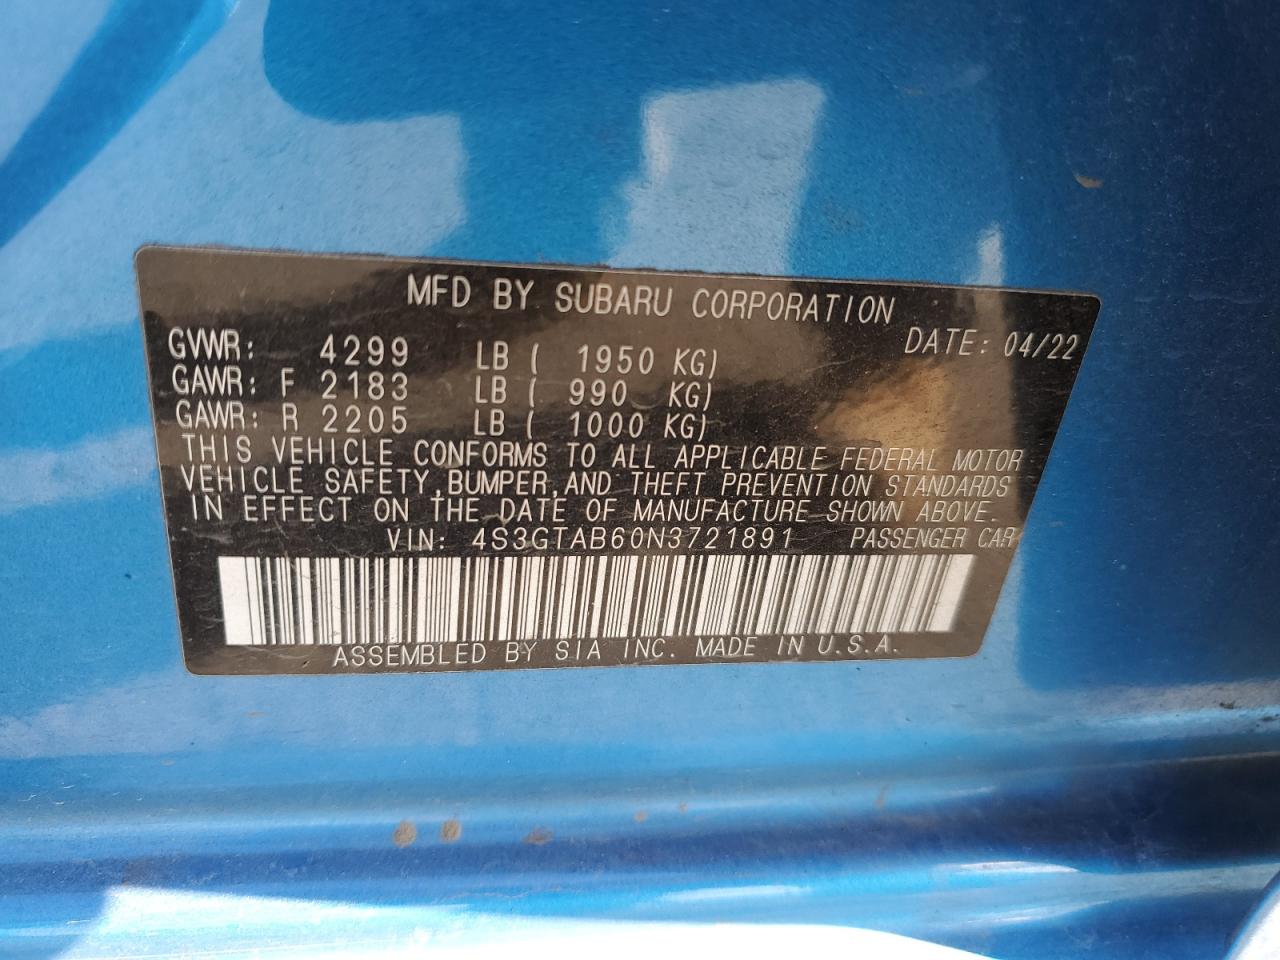 MFD BY SUBARU CORPORATION
DATE: 04/22
GVWR: 4299 LB ( 1950 KG)
GAWR: F 2183 LB ( 990 KG)
GAWR: R 2205 LB ( 1000 KG)
THIS VEHICLE CONFORMS TO ALL APPLICABLE FEDERAL MOTOR
VEHICLE SAFETY,BUMPER,AND THEFT PREVENTION STANDARDS
IN EFFECT ON THE DATE OF MANUFACTURE SHOWN ABOVE.
VIN: 4S3GTAB60N3721891 PASSENGER CAR
ASSEMBLED BY SIA INC. MADE IN U.S.A.